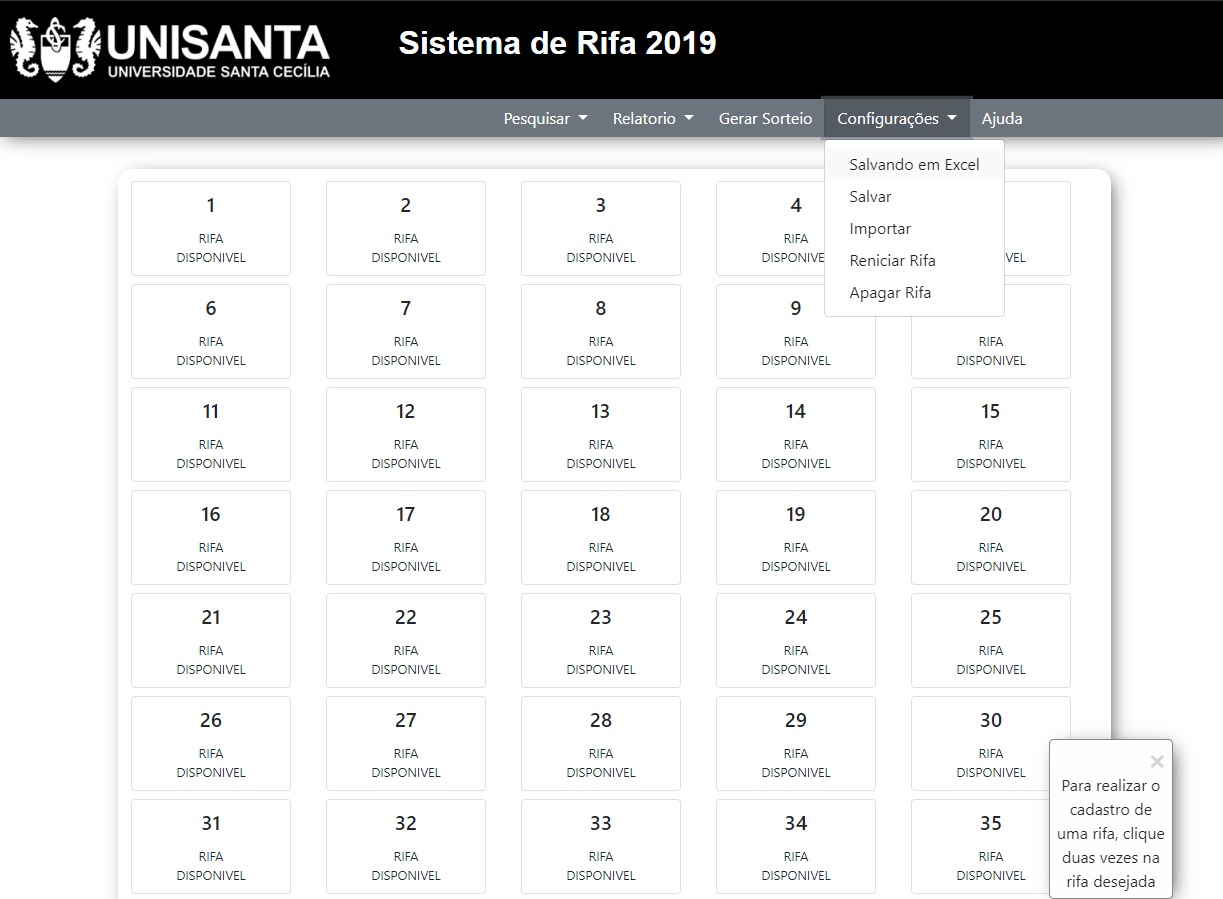 UNISANTA
UNIVERSIDADE SANTA CECÍLIA
Sistema de Rifa 2019
Pesquisar
Relatorio
Gerar Sorteio
Configurações
Ajuda
Salvando em Excel
Salvar
Importar
Reniciar Rifa
Apagar Rifa
1
RIFA
DISPONIVEL
2
RIFA
DISPONIVEL
3
RIFA
DISPONIVEL
4
RIFA
DISPONIVE
VEL
6
RIFA
DISPONIVEL
7
RIFA
DISPONIVEL
8
RIFA
DISPONIVEL
9
RIFA
DISPONIVEL
RIFA
DISPONIVEL
11
RIFA
DISPONIVEL
12
RIFA
DISPONIVEL
13
RIFA
DISPONIVEL
14
RIFA
DISPONIVEL
15
RIFA
DISPONIVEL
16
RIFA
DISPONIVEL
17
RIFA
DISPONIVEL
18
RIFA
DISPONIVEL
19
RIFA
DISPONIVEL
20
RIFA
DISPONIVEL
21
RIFA
DISPONIVEL
22
RIFA
DISPONIVEL
23
RIFA
DISPONIVEL
24
RIFA
DISPONIVEL
25
RIFA
DISPONIVEL
26
RIFA
DISPONIVEL
27
RIFA
DISPONIVEL
28
RIFA
DISPONIVEL
29
RIFA
DISPONIVEL
30
RIFA
DISPONIVEL
31
RIFA
DISPONIVEL
32
RIFA
DISPONIVEL
33
RIFA
DISPONIVEL
34
RIFA
DISPONIVEL
35
RIFA
DISPONIVEL
×
Para realizar o
cadastro de
uma rifa, clique
duas vezes na
rifa desejada